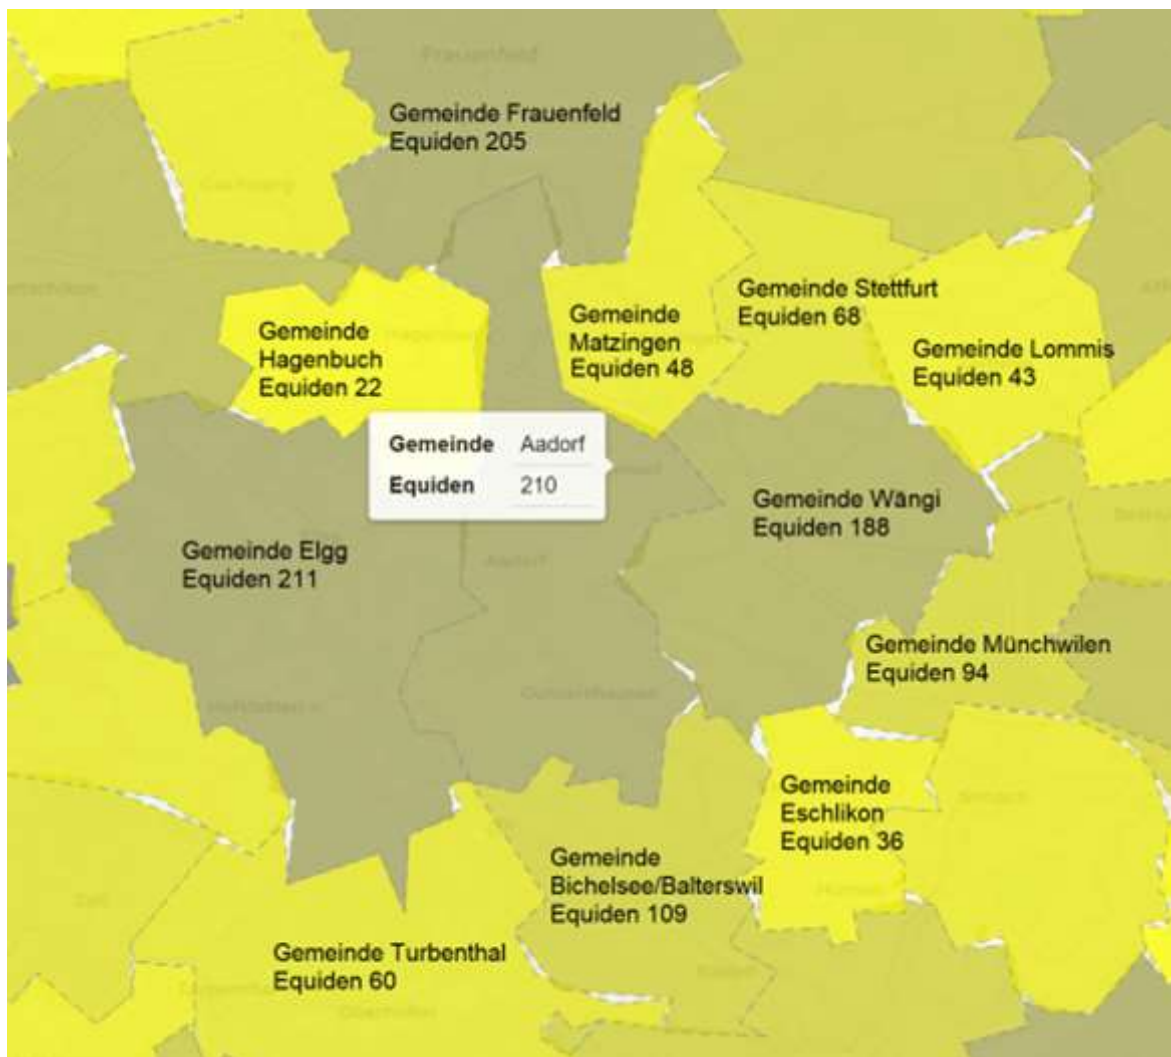 Frauenfeld
Gemeinde Frauenfeld
Equiden 205
Gemeinde Stettfurt
Equiden 68
Gemeinde
Matzingen
Equiden 48
Gemeinde
Hagenbuch
Equiden 22
Gemeinde Lommis
Equiden 43
Gemeinde Aadorf
Equiden 210
Gemeinde Wängi
Equiden 188
Gemeinde Elgg
Equiden 211
Aadorf
Gemeinde Münchwilen
Equiden 94
Gemeinde
Eschlikon
Equiden 36
Gemeinde
Bichelsee/Balterswil
Equiden 109
Gemeinde Turbenthal
Equiden 60